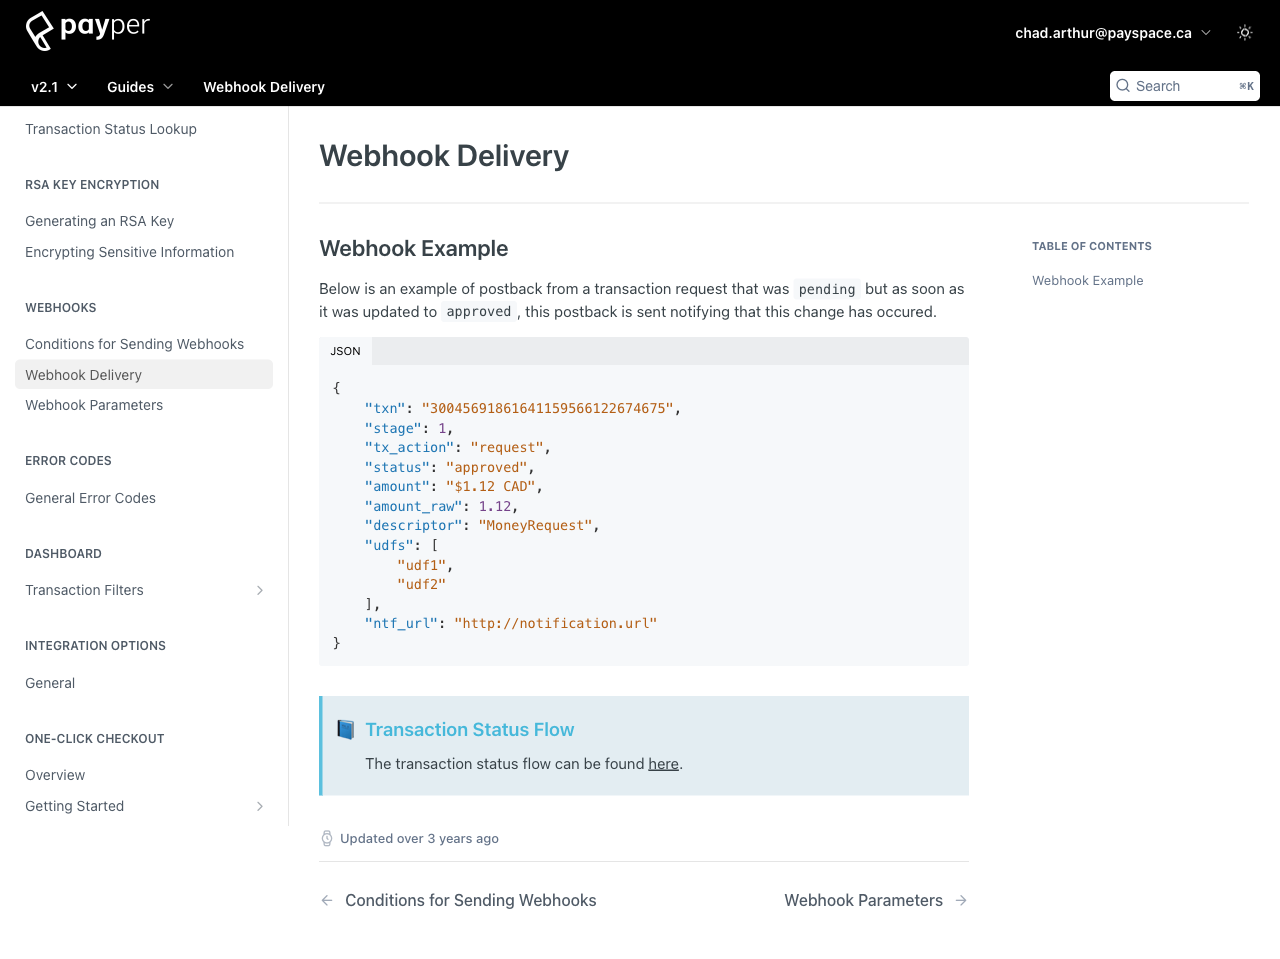 payper
chad.arthur@payspace.ca
v2.1
Guides
Webhook Delivery
Search
⌘K
Transaction Status Lookup
RSA KEY ENCRYPTION
Generating an RSA Key
Encrypting Sensitive Information
WEBHOOKS
Conditions for Sending Webhooks
Webhook Delivery
Webhook Parameters
ERROR CODES
General Error Codes
DASHBOARD
Transaction Filters
INTEGRATION OPTIONS
General
ONE-CLICK CHECKOUT
Overview
Getting Started
Webhook Delivery
Webhook Example
Below is an example of postback from a transaction request that was pending but as soon as
it was updated to approved , this postback is sent notifying that this change has occured.
JSON
{
    "txn": "30045691861641159566122674675",
    "stage": 1,
    "tx_action": "request",
    "status": "approved",
    "amount": "$1.12 CAD",
    "amount_raw": 1.12,
    "descriptor": "MoneyRequest",
    "udfs": [
        "udf1",
        "udf2"
    ],
    "ntf_url": "http://notification.url"
}
Transaction Status Flow
The transaction status flow can be found here.
Updated over 3 years ago
Conditions for Sending Webhooks
Webhook Parameters
TABLE OF CONTENTS
Webhook Example